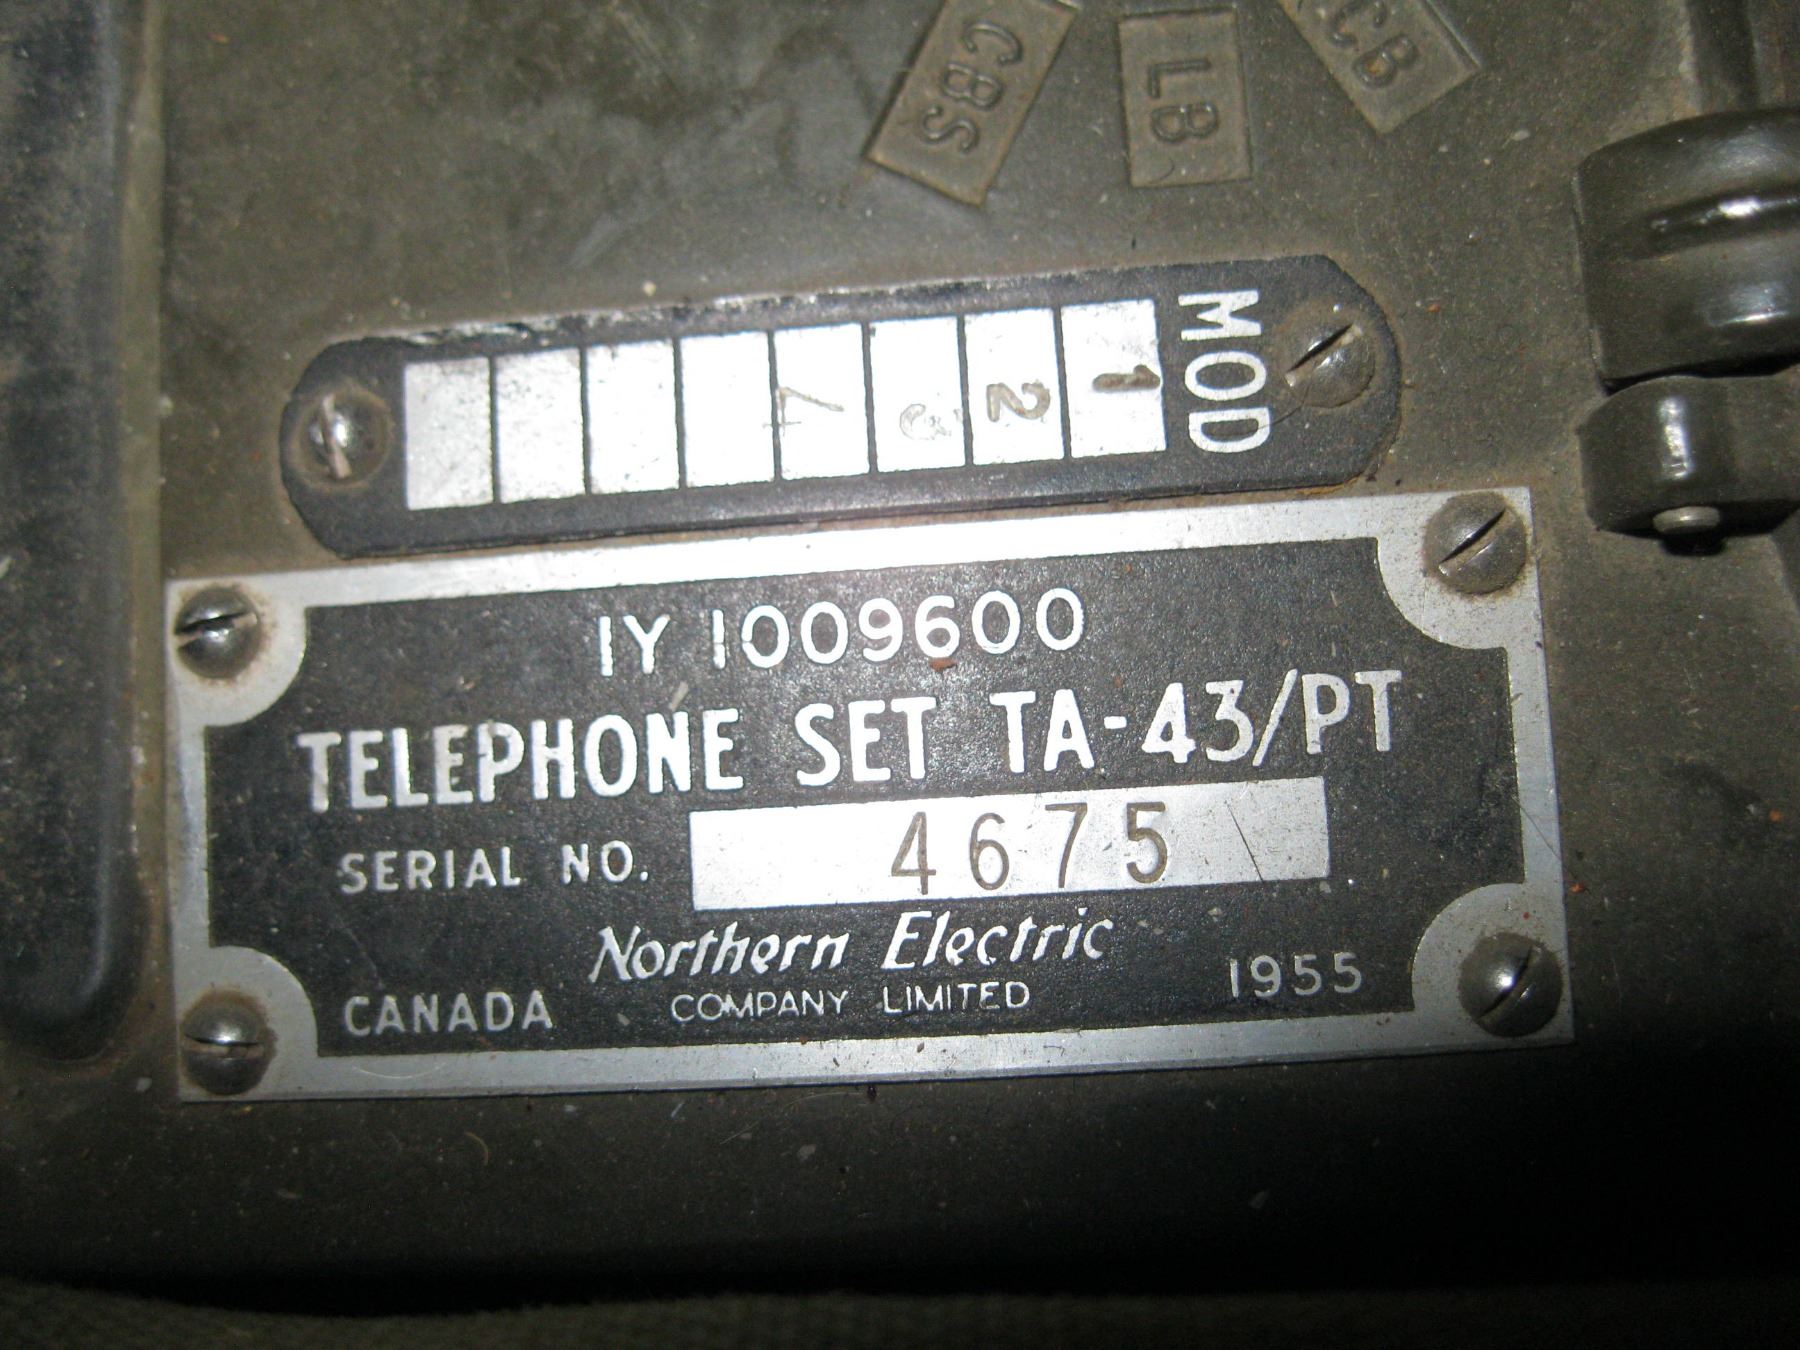 CBS
LB
CB
MOD
1
2
3
4
1Y 1009600
TELEPHONE SET TA-43/PT
SERIAL NO. 4675
Northern Electric
COMPANY LIMITED
CANADA
1955